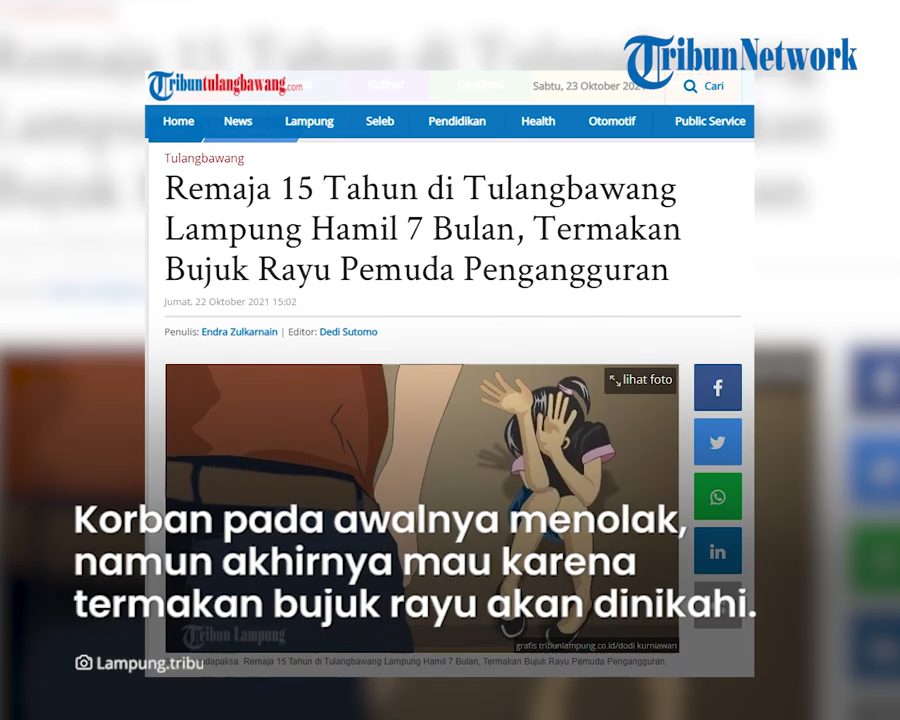 TribunNetwork
Tribuntulangbawang.com
Sabtu, 23 Oktober
Cari
Home News Lampung Seleb Pendidikan Health Otomotif Public Service
Tulangbawang
Remaja 15 Tahun di Tulangbawang
Lampung Hamil 7 Bulan, Termakan
Bujuk Rayu Pemuda Pengangguran
Jumat, 22 Oktober 2021 15:02
Penulis: Endra Zulkarnain | Editor: Dedi Sutomo
lihat foto
Korban pada awalnya menolak,
namun akhirnya mau karena
termakan bujuk rayu akan dinikahi.
Tribun Lampung
grafis tribunlampung.co.id/dodi kurniawan
Lampung.tribu
Remaja 15 Tahun di Tulangbawang Lampung Hamil 7 Bulan, Termakan Bujuk Rayu Pemuda Pengangguran.